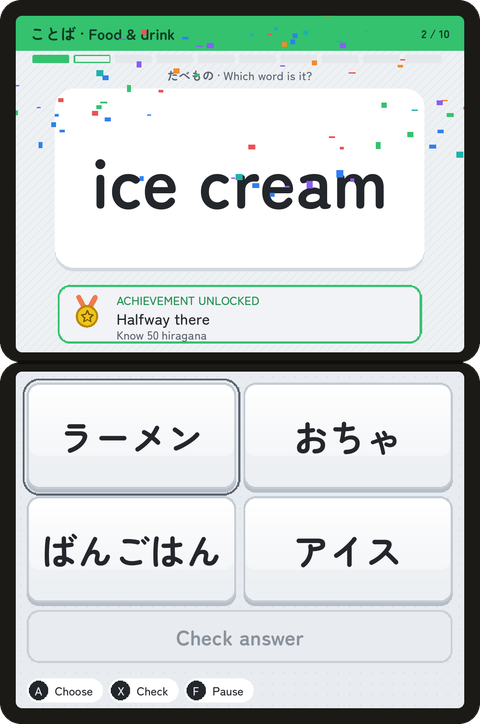 ことば · Food & drink
2 / 10
たべもの · Which word is it?
ice cream
ACHIEVEMENT UNLOCKED
Halfway there
Know 50 hiragana
ラーメン
おちゃ
ばんごはん
アイス
Check answer
A Choose
X Check
F Pause